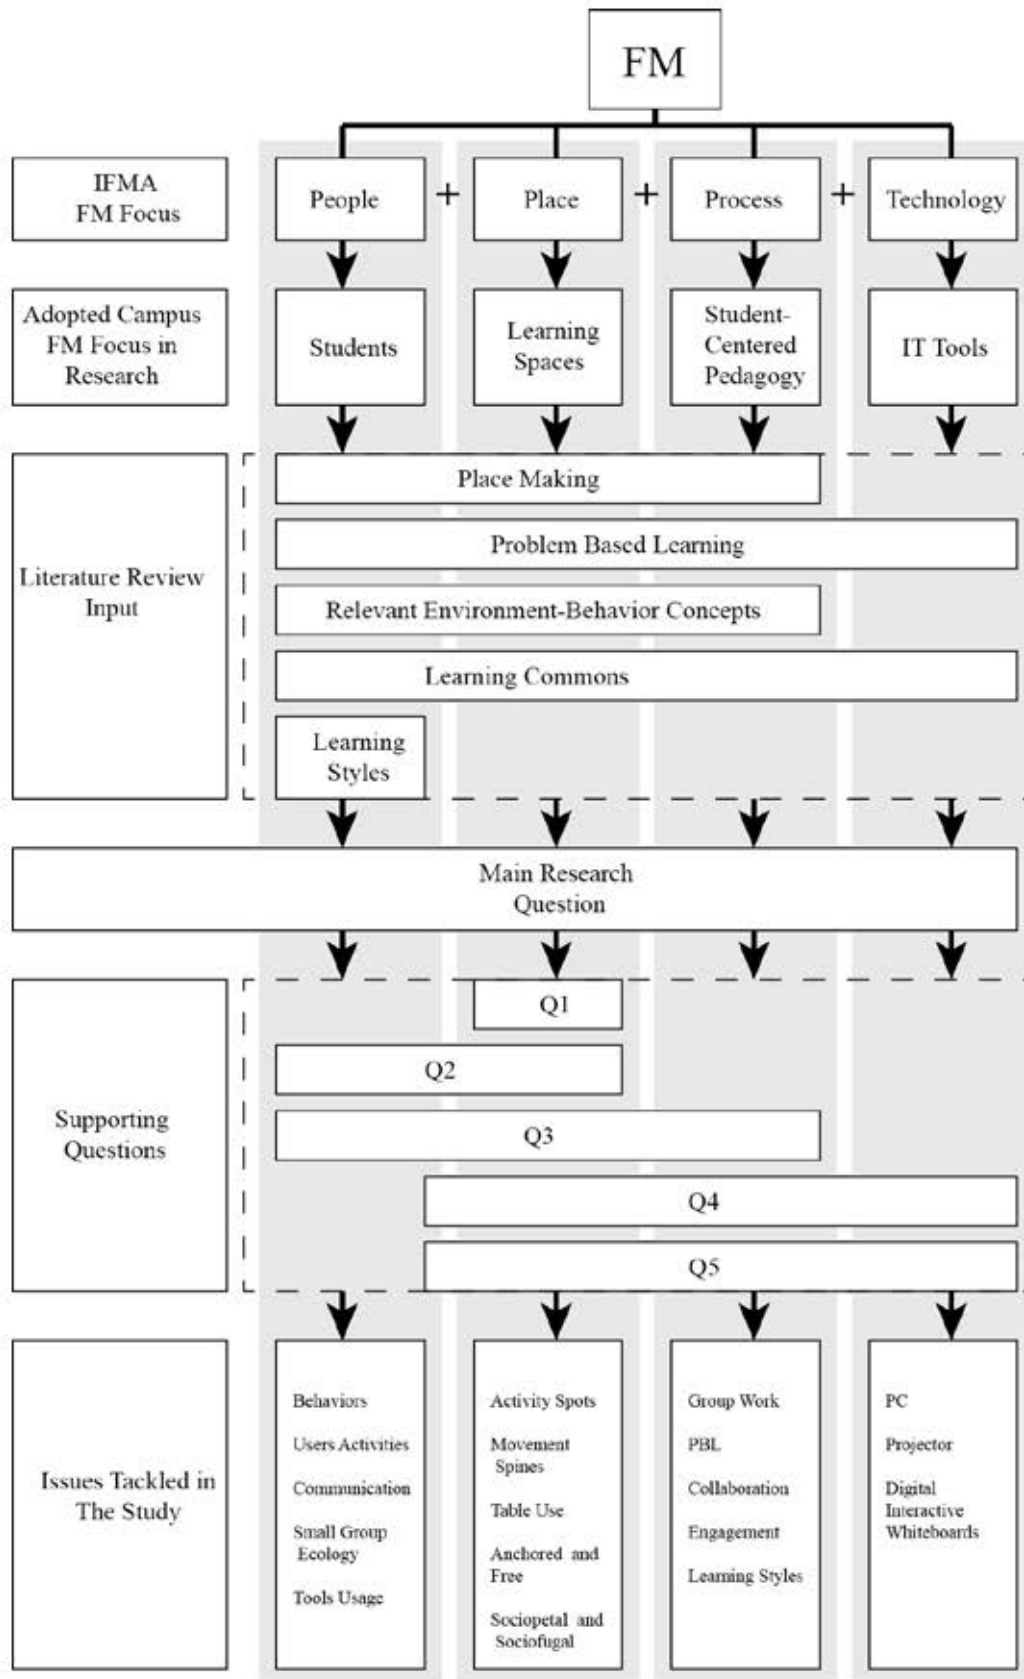 FM
IFMA
FM Focus
People
+
Place
+
Process
+
Technology
Adopted Campus
FM Focus in
Research
Students
Learning
Spaces
Student-
Centered
Pedagogy
IT Tools
Literature Review
Input
Place Making
Problem Based Learning
Relevant Environment-Behavior Concepts
Learning Commons
Learning
Styles
Main Research
Question
Supporting
Questions
Q1
Q2
Q3
Q4
Q5
Issues Tackled in
The Study
Behaviors
Users Activities
Communication
Small Group
Ecology
Tools Usage
Activity Spots
Movement
Spines
Table Use
Anchored and
Free
Sociopetal and
Sociofugal
Group Work
PBL
Collaboration
Engagement
Learning Styles
PC
Projector
Digital
Interactive
Whiteboards